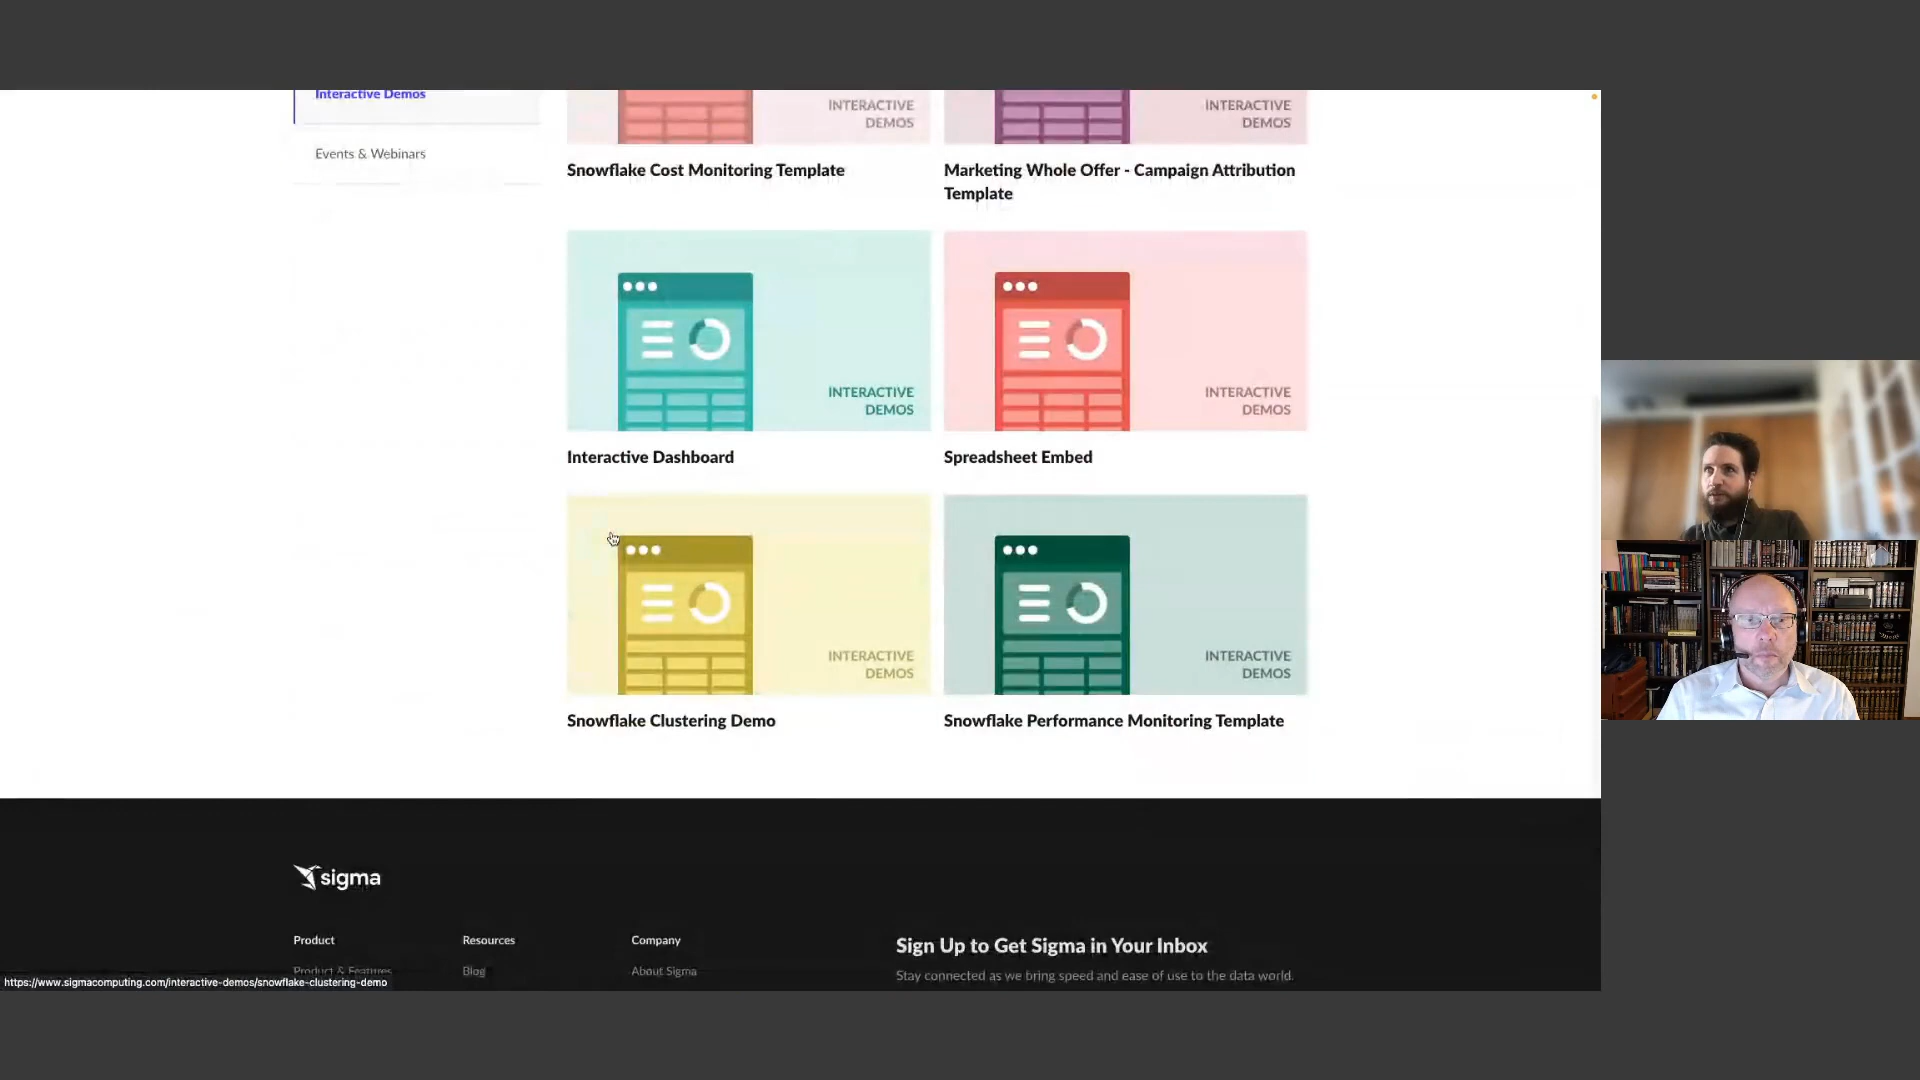 Interactive Demos
Events & Webinars
INTERACTIVE
DEMOS
Snowflake Cost Monitoring Template
INTERACTIVE
DEMOS
Marketing Whole Offer - Campaign Attribution
Template
INTERACTIVE
DEMOS
Interactive Dashboard
INTERACTIVE
DEMOS
Spreadsheet Embed
INTERACTIVE
DEMOS
Snowflake Clustering Demo
INTERACTIVE
DEMOS
Snowflake Performance Monitoring Template
sigma
Product
Product & Features
Resources
Blog
Company
About Sigma
Sign Up to Get Sigma in Your Inbox
Stay connected as we bring speed and ease of use to the data world.
https://www.sigmacomputing.com/interactive-demos/snowflake-clustering-demo